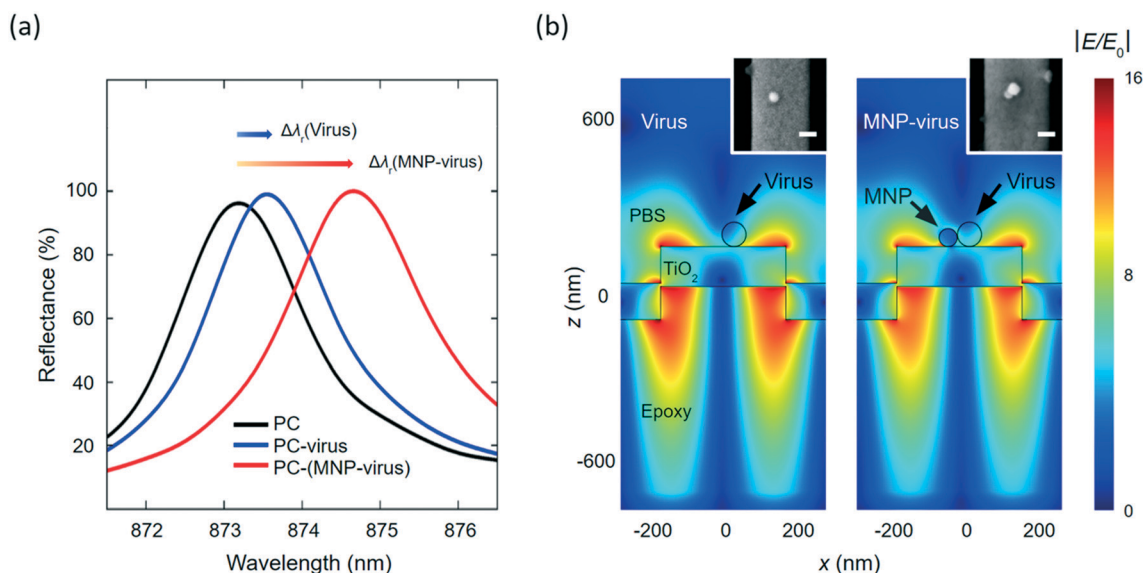 (a)
Δλr(Virus)
Δλr(MNP-virus)
100
80
60
40
20
Reflectance (%)
PC
PC-virus
PC-(MNP-virus)
872
873
874
875
876
Wavelength (nm)
(b)
|E/E0|
600
0
-600
z (nm)
Virus
Virus
PBS
TiO2
Epoxy
-200
0
200
MNP-virus
MNP
Virus
-200
0
200
x (nm)
16
8
0